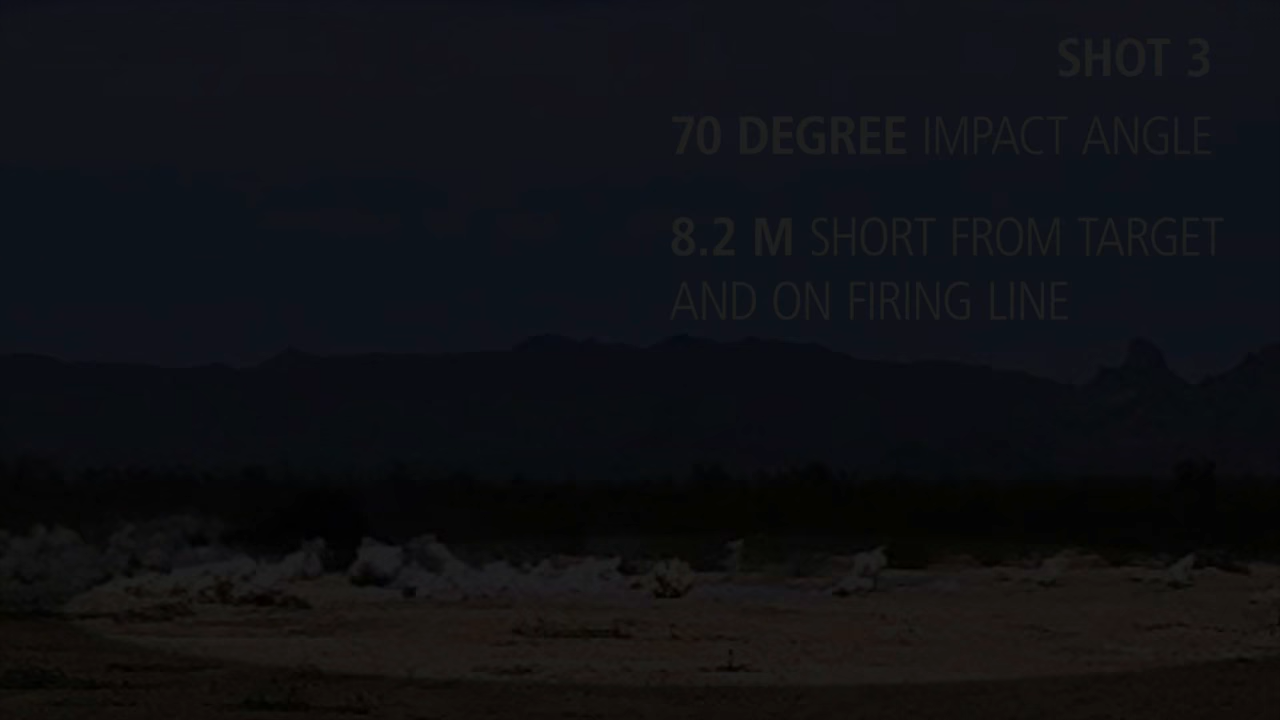 SHOT 3
70 DEGREE IMPACT ANGLE
8.2 M SHORT FROM TARGET
AND ON FIRING LINE